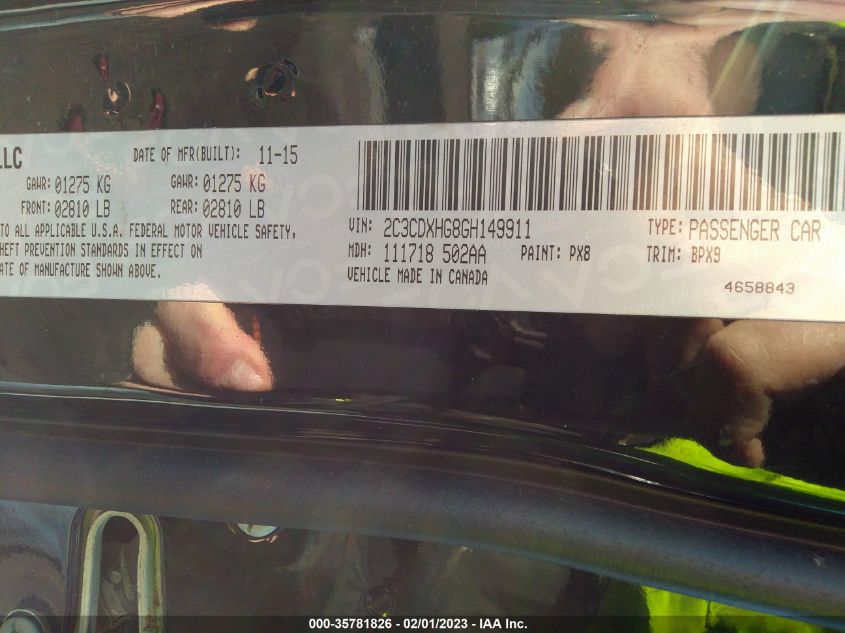 LLC DATE OF MFR(BUILT): 11-15
GAWR: 01275 KG GAWR: 01275 KG
FRONT: 02810 LB REAR: 02810 LB
TO ALL APPLICABLE U.S.A. FEDERAL MOTOR VEHICLE SAFETY,
HEFT PREVENTION STANDARDS IN EFFECT ON
DATE OF MANUFACTURE SHOWN ABOVE.
VIN: 2C3CDXHG8GH149911 TYPE: PASSENGER CAR
MDH: 111718 502AA PAINT: PX8 TRIM: BPX9
VEHICLE MADE IN CANADA
4658843
000-35781826 - 02/01/2023 - IAA Inc.